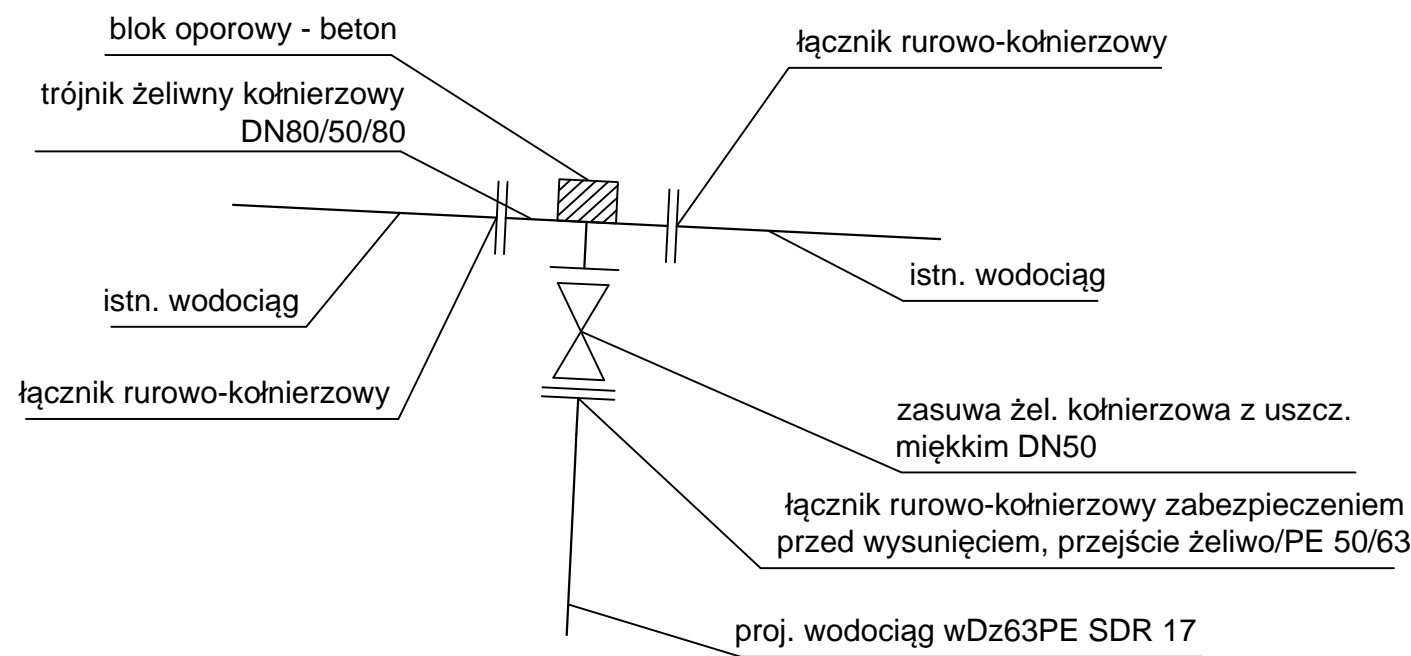 blok oporowy - beton
łącznik rurowo-kołnierzowy
trójnik żeliwny kołnierzowy
DN80/50/80
istn. wodociąg
istn. wodociąg
łącznik rurowo-kołnierzowy
zasuwa żel. kołnierzowa z uszcz.
miękkim DN50
łącznik rurowo-kołnierzowy zabezpieczeniem
przed wysunięciem, przejście żeliwo/PE 50/63
proj. wodociąg wDz63PE SDR 17